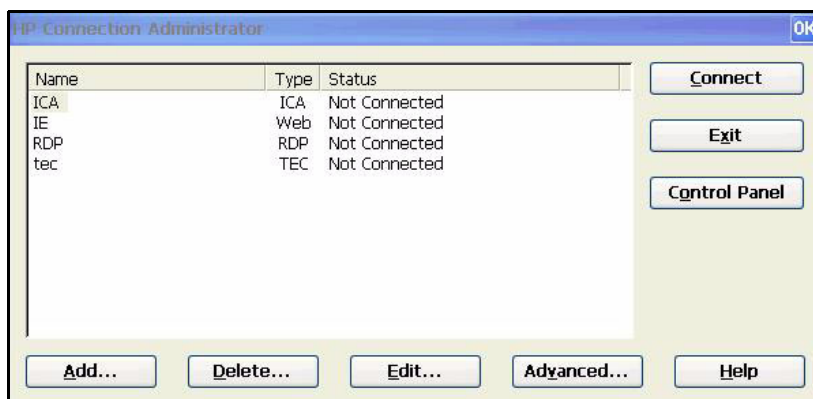 HP Connection Administrator OK
Name Type Status
ICA ICA Not Connected
IE Web Not Connected
RDP RDP Not Connected
tec TEC Not Connected
Connect
Exit
Control Panel
Add... Delete... Edit... Advanced... Help